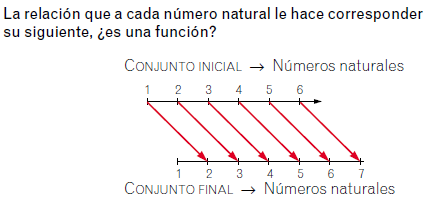 La relación que a cada número natural le hace corresponder
su siguiente, ¿es una función?
CONJUNTO INICIAL → Números naturales
1 2 3 4 5 6
1 2 3 4 5 6 7
CONJUNTO FINAL → Números naturales